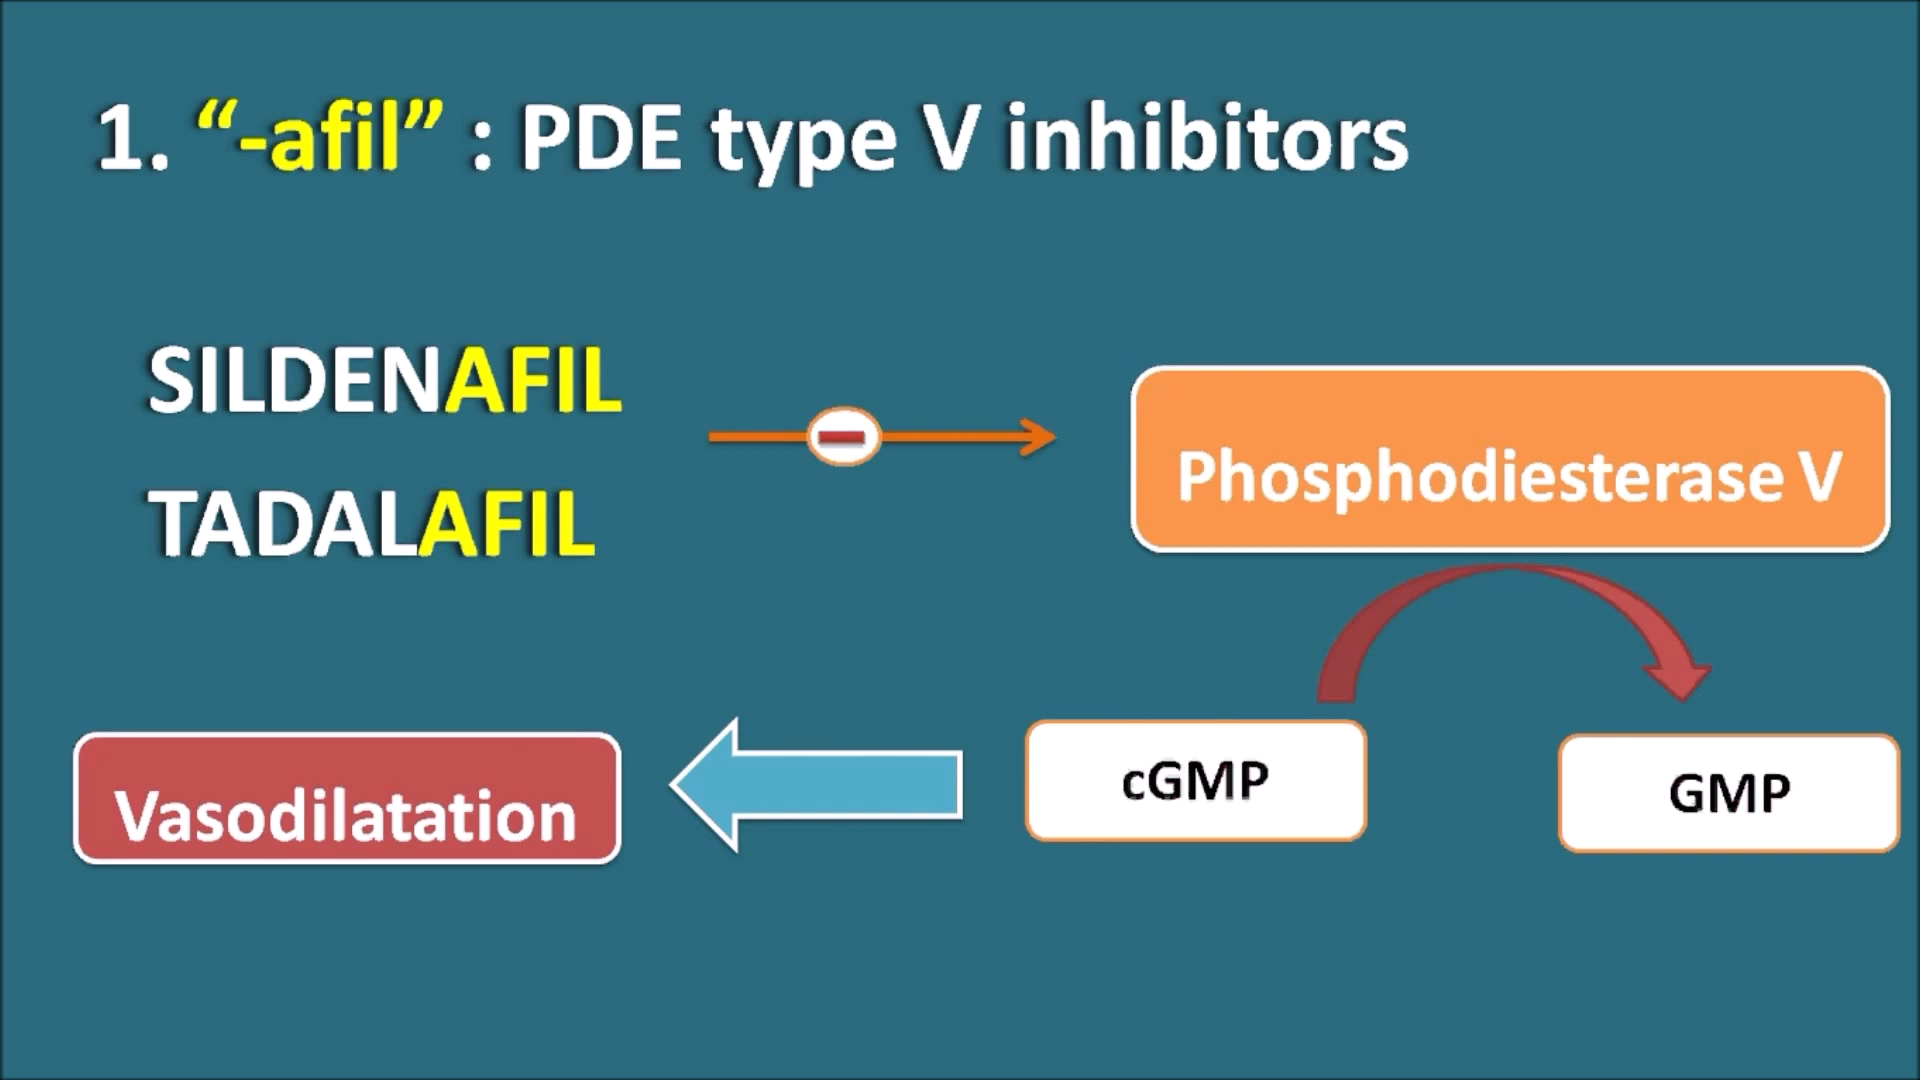 1. “-afil” : PDE type V inhibitors
SILDENAFIL
TADALAFIL
Phosphodiesterase V
Vasodilatation
cGMP
GMP